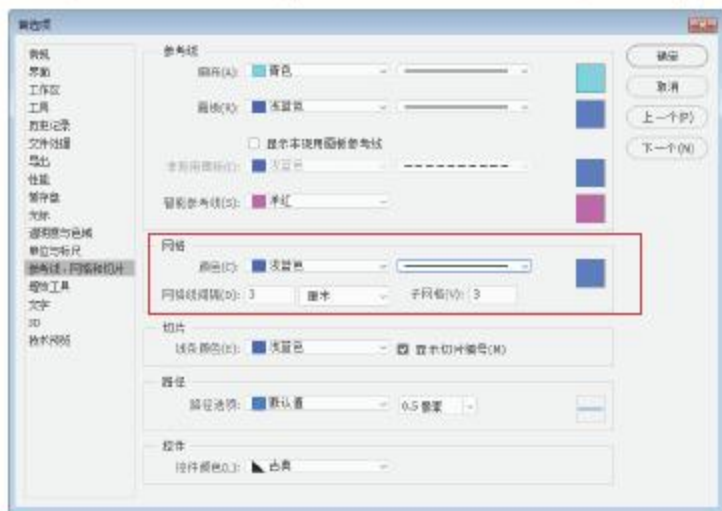 首选项
常规
界面
工作区
工具
历史记录
文件处理
导出
性能
暂存盘
光标
透明度与色域
单位与标尺
参考线、网格和切片
增效工具
文字
3D
技术预览
参考线
画布(A): 青色
画板(R): 浅蓝色
显示非现用画板参考线
浅蓝色
智能参考线(S): 洋红
网格
颜色(C): 浅蓝色
网格线间隔(D): 3 厘米 子网格(V): 3
切片
线条颜色(E): 浅蓝色 显示切片编号(M)
路径
路径选项: 默认值 0.5 像素
控件
控件颜色(L): 古典
确定
取消
上一个(P)
下一个(N)